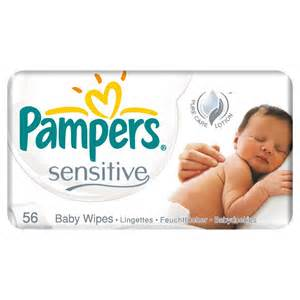 PURE CARE LOTION
Pampers®
sensitive
56 Baby Wipes • Lingettes • Feuchttücher • Babydoekjes